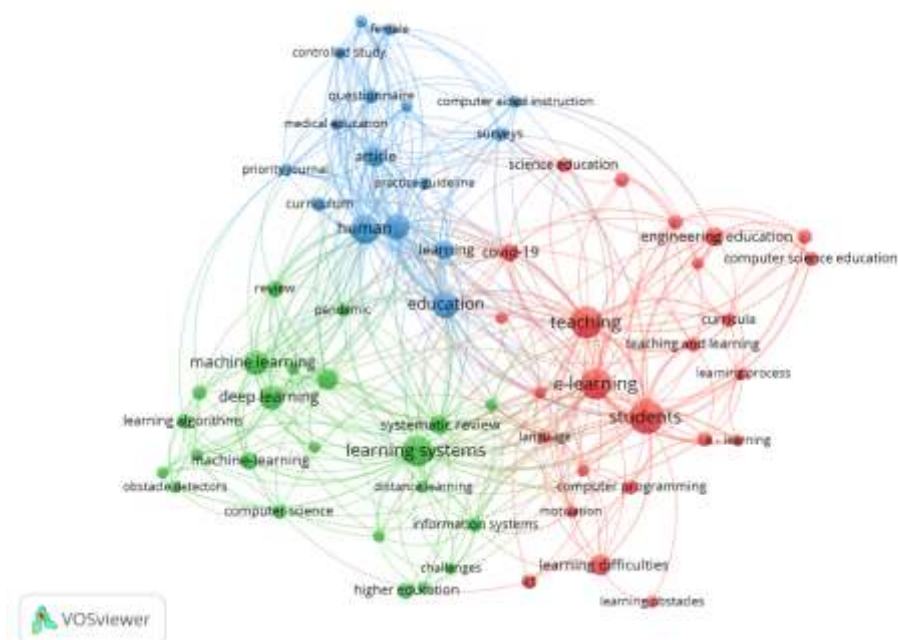 female
controlled study
questionnaire
computer aided instruction
medical education
surveys
article
science education
priority journal
practice guideline
curriculum
human
engineering education
learning
covid-19
computer science education
review
education
pandemic
teaching
curricula
teaching and learning
machine learning
learning process
e-learning
deep learning
students
learning algorithms
systematic review
language
e - learning
learning systems
machine-learning
obstacle detectors
distance learning
computer programming
computer science
motivation
information systems
challenges
learning difficulties
higher education
learning obstacles
VOSviewer